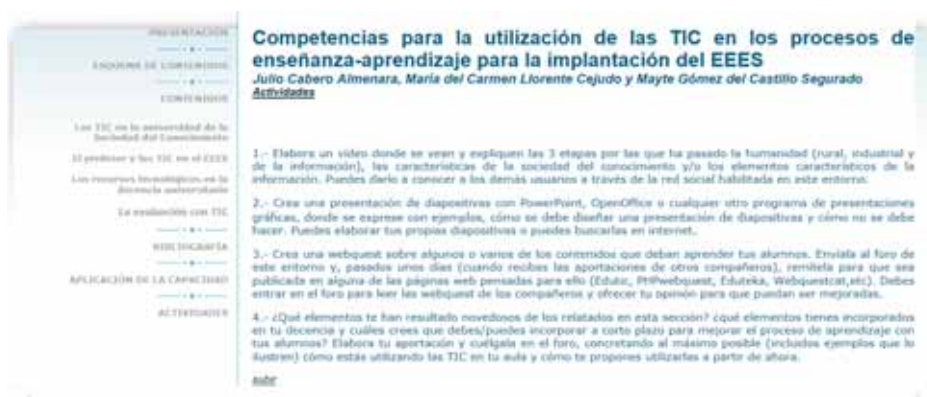 PRESENTACIÓN
ESQUEMA DE CONTENIDOS
CONTENIDOS
Las TIC en la universidad de la
Sociedad del Conocimiento
El profesor y las TIC en el EEES
Los recursos tecnológicos en la
docencia universitaria
La evaluación con TIC
BIBLIOGRAFÍA
APLICACIÓN DE LA CAPACIDAD
ACTIVIDADES
Competencias para la utilización de las TIC en los procesos de
enseñanza-aprendizaje para la implantación del EEES
Julio Cabero Almenara, María del Carmen Llorente Cejudo y Mayte Gómez del Castillo Segurado
Actividades
1.- Elabora un video donde se vean y expliquen las 3 etapas por las que ha pasado la humanidad (rural, industrial y
de la información), las características de la sociedad del conocimiento y/o los elementos característicos de la
información. Puedes darlo a conocer a los demás usuarios a través de la red social habilitada en este entorno.
2.- Crea una presentación de diapositivas con PowerPoint, OpenOffice o cualquier otro programa de presentaciones
gráficas, donde se exprese con ejemplos, cómo se debe diseñar una presentación de diapositivas y cómo no se debe
hacer. Puedes elaborar tus propias diapositivas o puedes buscarlas en internet.
3.- Crea una webquest sobre algunos o varios de los contenidos que deban aprender tus alumnos. Envíala al foro de
este entorno y, pasados unos días (cuando recibas las aportaciones de otros compañeros), remítela para que sea
publicada en alguna de las páginas web pensadas para ello (Edutic, PHPwebquest, Eduteka, Webquestcat,etc). Debes
entrar en el foro para leer las webquest de los compañeros y ofrecer tu opinión para que puedan ser mejoradas.
4.- ¿Qué elementos te han resultado novedosos de los relatados en esta sección? ¿qué elementos tienes incorporados
en tu docencia y cuáles crees que debes/puedes incorporar a corto plazo para mejorar el proceso de aprendizaje con
tus alumnos? Elabora tu aportación y cuélgala en el foro, concretando al máximo posible (incluidos ejemplos que lo
ilustren) cómo estás utilizando las TIC en tu aula y cómo te propones utilizarlas a partir de ahora.
subir